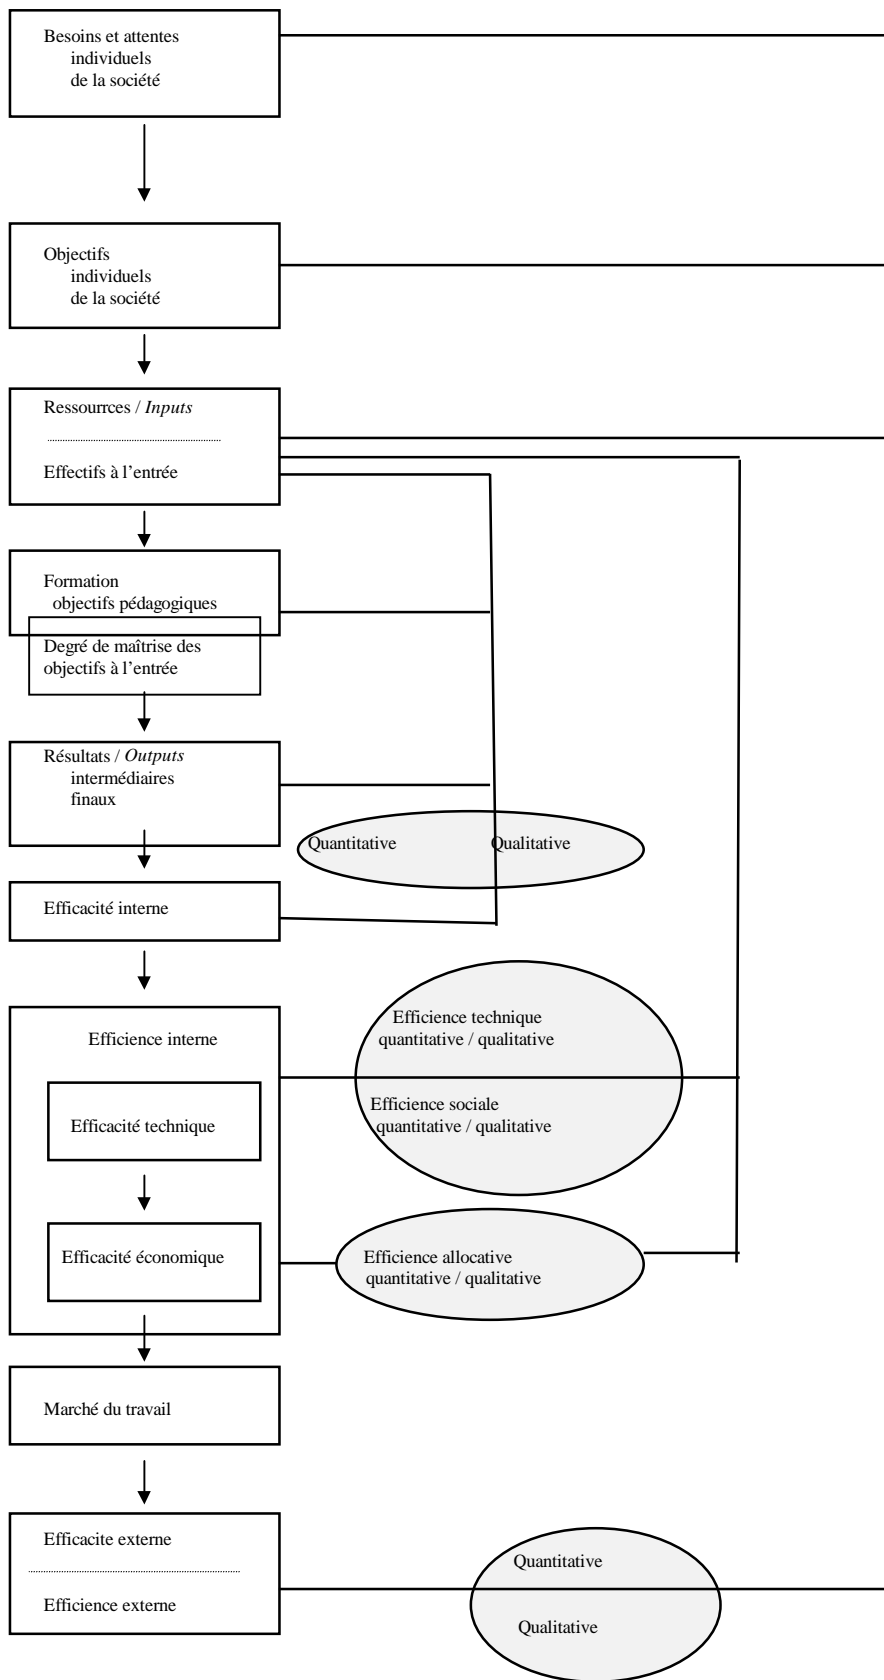 Besoins et attentes
individuels
de la société
Objectifs
individuels
de la société
Ressourrces / Inputs
Effectifs à l’entrée
Formation
objectifs pédagogiques
Degré de maîtrise des
objectifs à l’entrée
Résultats / Outputs
intermédiaires
finaux
Quantitative
Qualitative
Efficacité interne
Efficience interne
Efficience technique
quantitative / qualitative
Efficience sociale
quantitative / qualitative
Efficacité technique
Efficacité économique
Efficience allocative
quantitative / qualitative
Marché du travail
Efficacite externe
Efficience externe
Quantitative
Qualitative